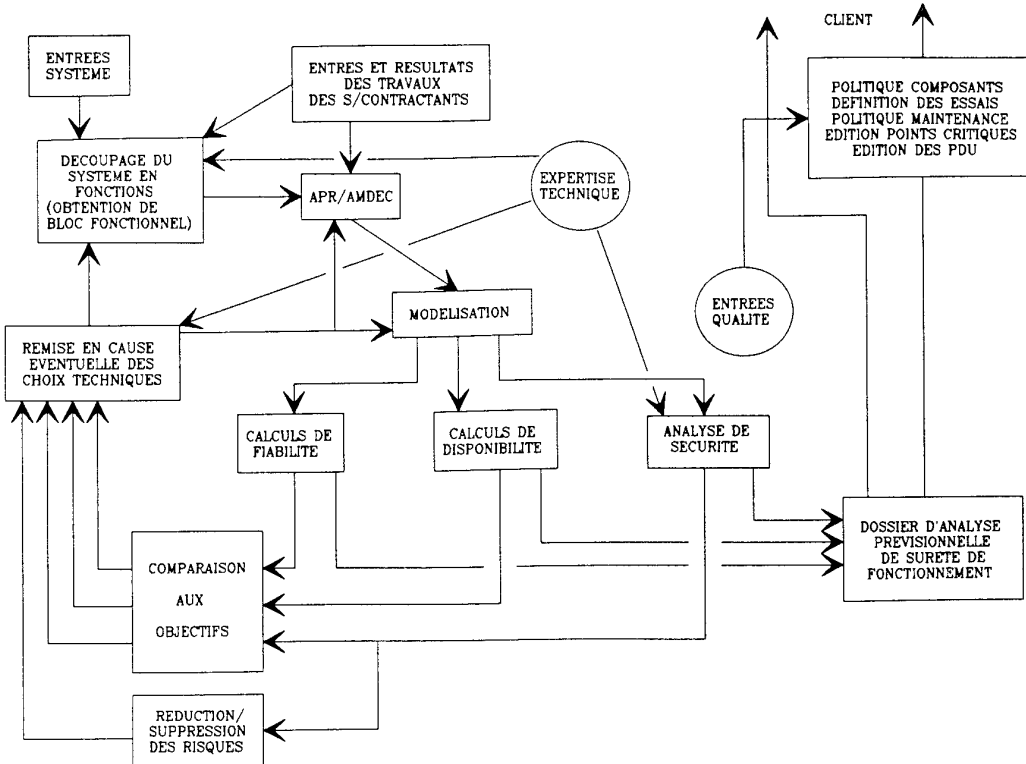 CLIENT
ENTREES
SYSTEME
ENTRES ET RESULTATS
DES TRAVAUX
DES S/CONTRACTANTS
POLITIQUE COMPOSANTS
DEFINITION DES ESSAIS
POLITIQUE MAINTENANCE
EDITION POINTS CRITIQUES
EDITION DES PDU
DECOUPAGE DU
SYSTEME EN
FONCTIONS
(OBTENTION DE
BLOC FONCTIONNEL)
APR/AMDEC
EXPERTISE
TECHNIQUE
MODELISATION
ENTREES
QUALITE
REMISE EN CAUSE
EVENTUELLE DES
CHOIX TECHNIQUES
CALCULS DE
FIABILITE
CALCULS DE
DISPONIBILITE
ANALYSE DE
SECURITE
COMPARAISON
AUX
OBJECTIFS
DOSSIER D'ANALYSE
PREVISIONNELLE
DE SURETE DE
FONCTIONNEMENT
REDUCTION/
SUPPRESSION
DES RISQUES